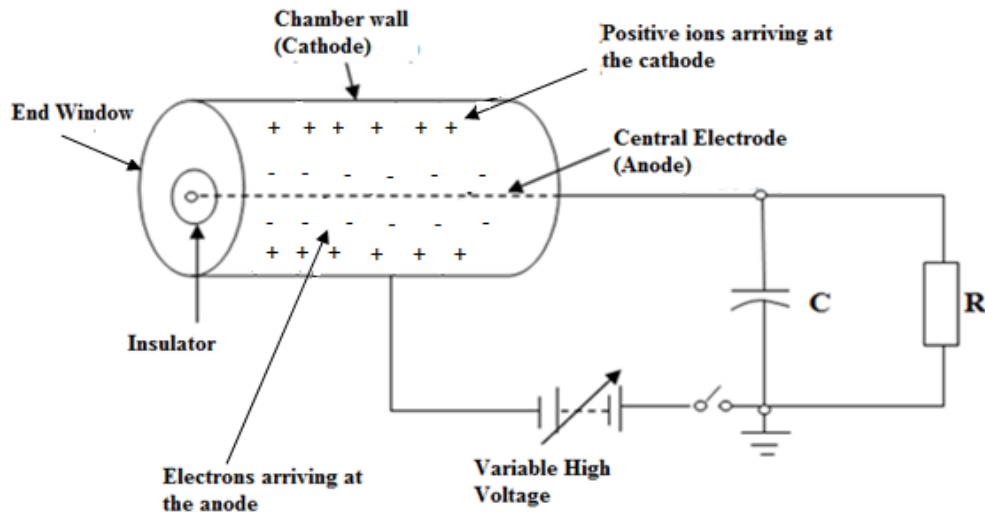 Chamber wall
(Cathode)
Positive ions arriving at
the cathode
End Window
+ + + + + +
Central Electrode
(Anode)
- - - - - -
- - - - - -
+ + + + + +
C
R
Insulator
Electrons arriving at
the anode
Variable High
Voltage